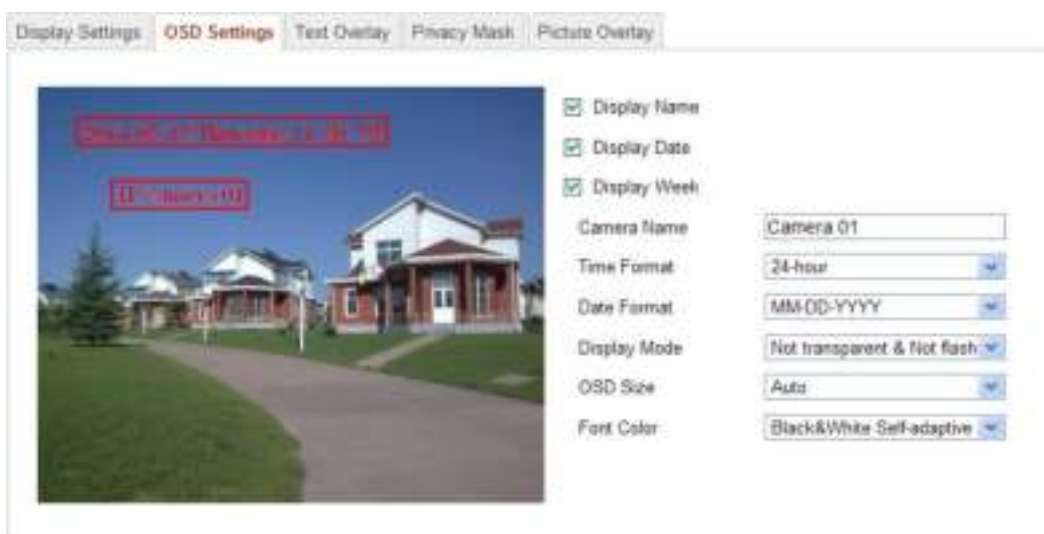 Display Settings OSD Settings Text Overlay Privacy Mask Picture Overlay
Display Name
Display Date
Display Week
Camera Name Camera 01
Time Format 24-hour
Date Format MM-DD-YYYY
Display Mode Not transparent & Not flash
OSD Size Auto
Font Color Black&White Self-adaptive